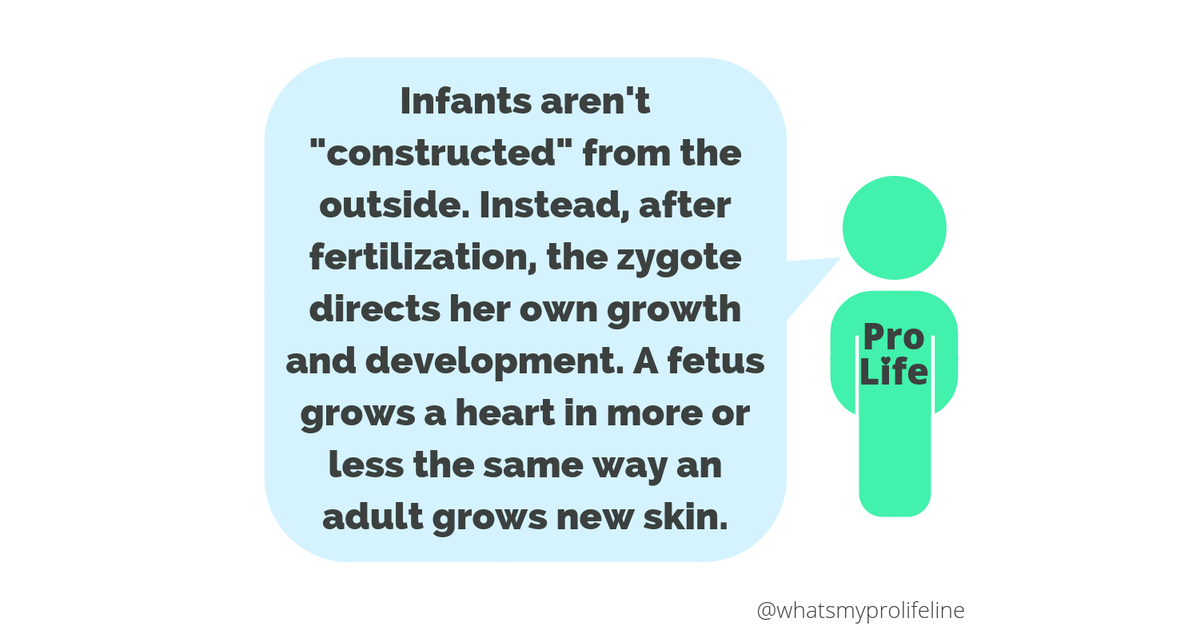 Infants aren't
"constructed" from the
outside. Instead, after
fertilization, the zygote
directs her own growth
and development. A fetus
grows a heart in more or
less the same way an
adult grows new skin.
Pro
Life
@whatsmyprolifeline